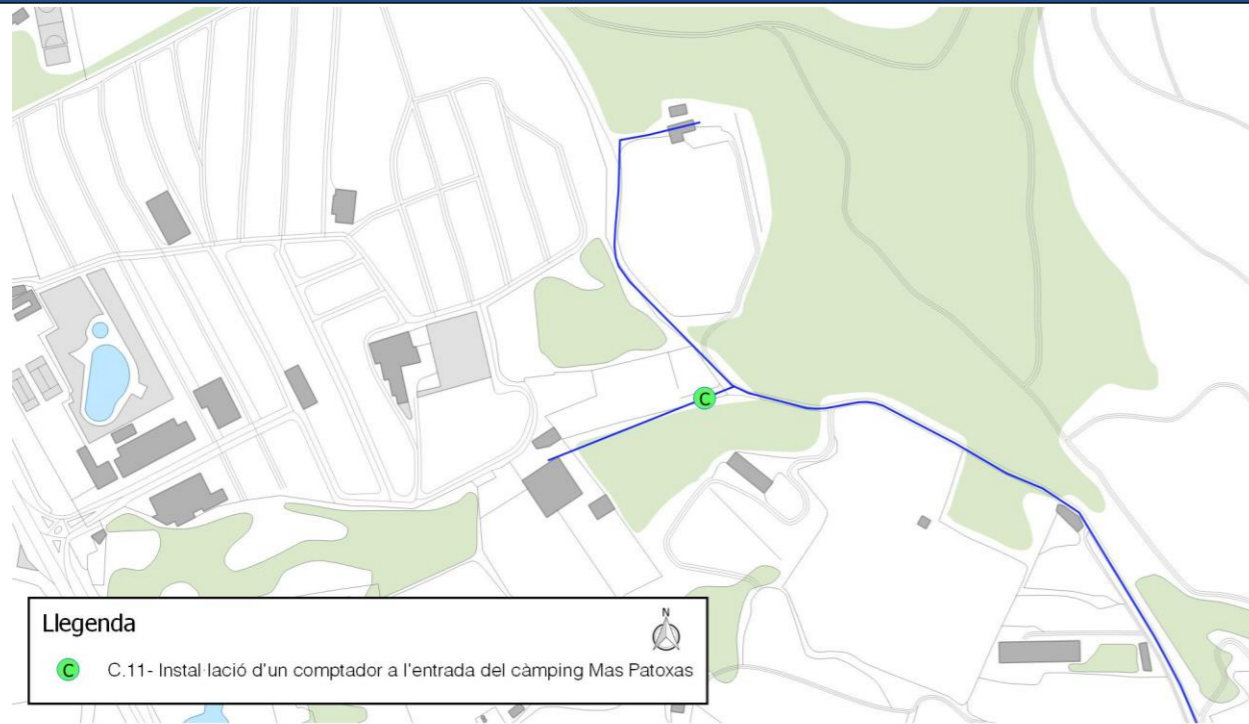 C
Llegenda
N
C C.11- Instal·lació d'un comptador a l'entrada del càmping Mas Patoxas